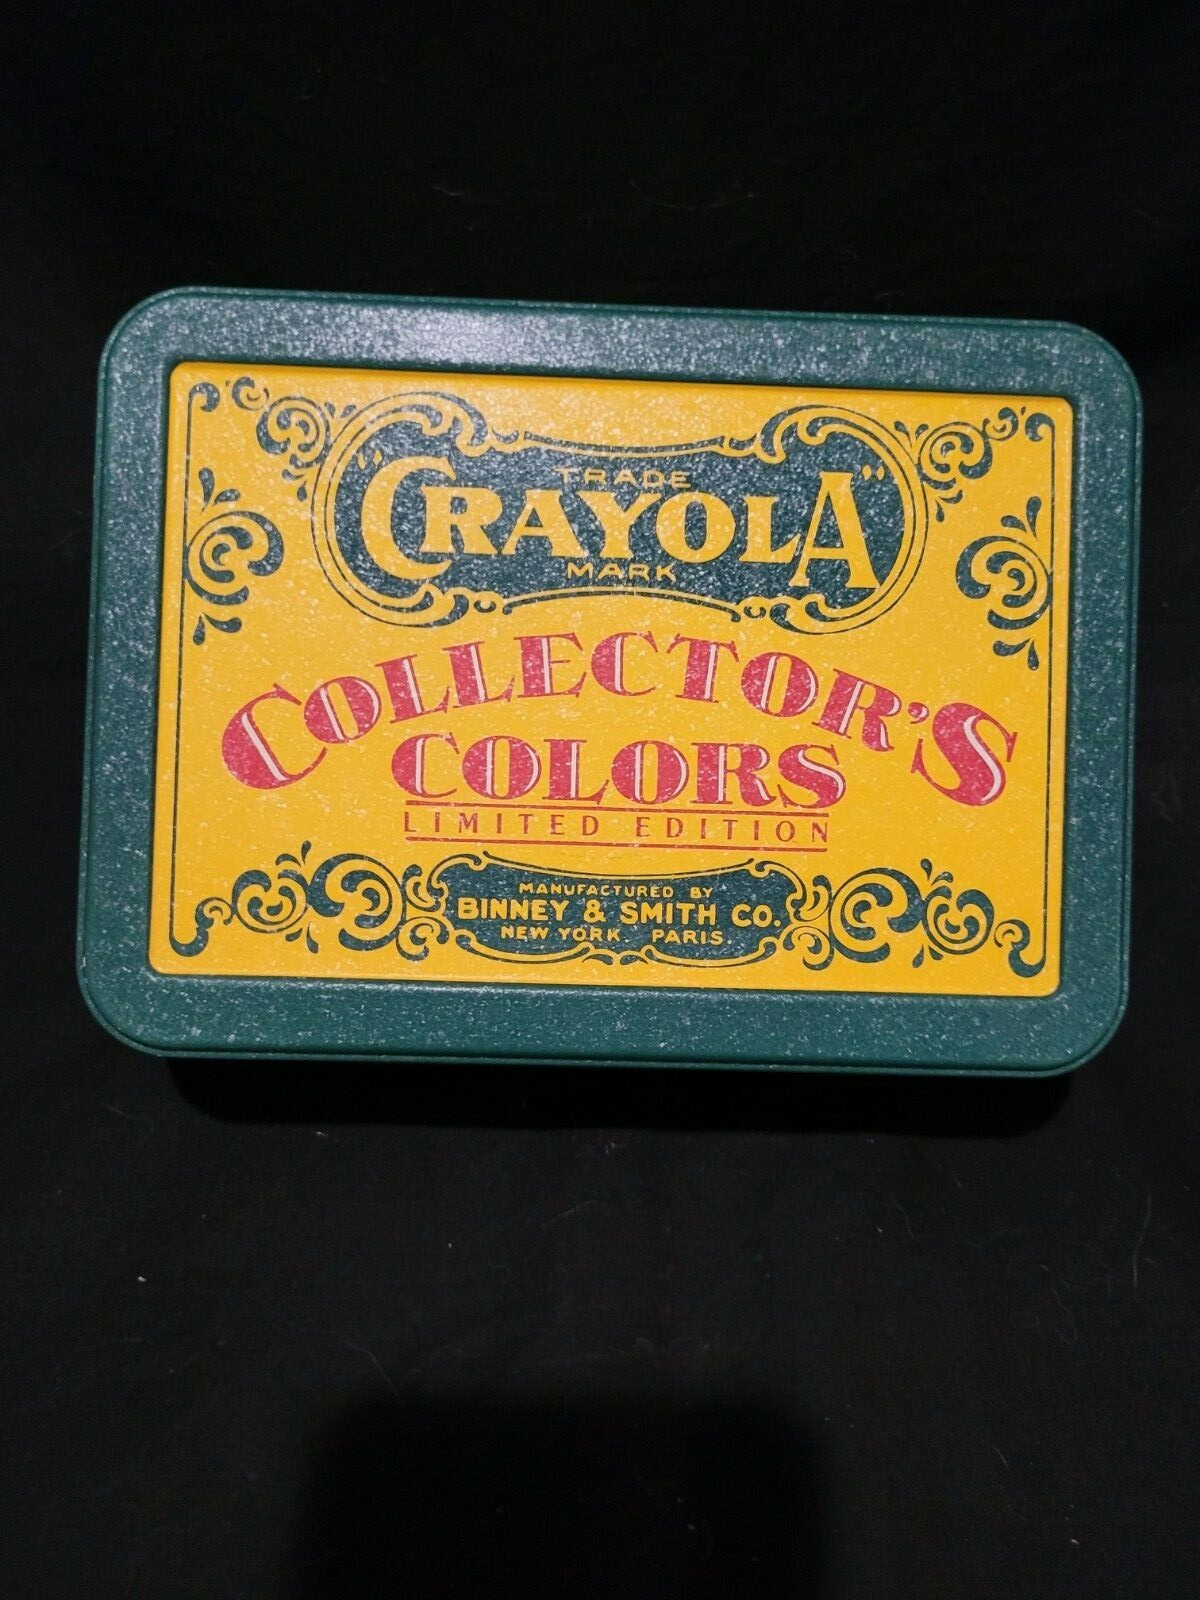 TRADE
"CRAYOLA"
MARK
COLLECTOR'S
COLORS
LIMITED EDITION
MANUFACTURED BY
BINNEY & SMITH CO.
NEW YORK. PARIS.